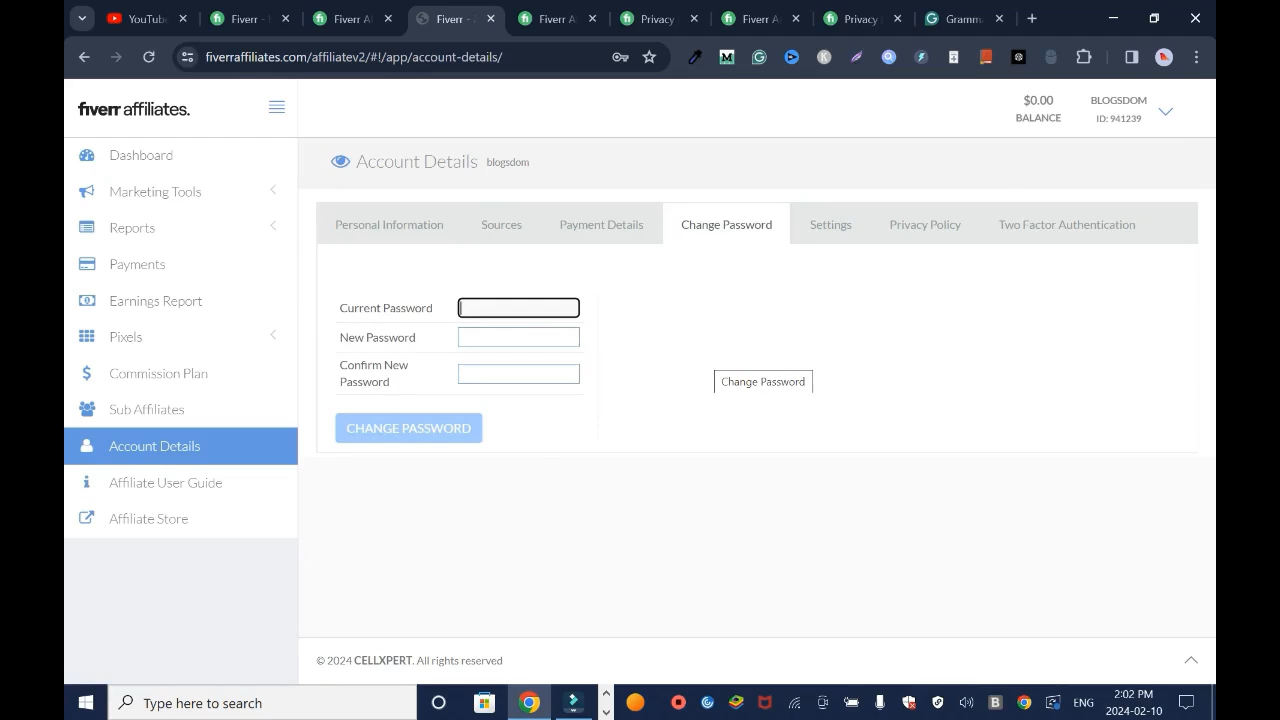 YouTube
Fiverr -
Fiverr Al
Fiverr - .
Fiverr A
Privacy
Fiverr A
Privacy
Gramm
fiverraffiliates.com/affiliatev2/#!/app/account-details/
fiverr affiliates.
$0.00
BALANCE
BLOGSDOM
ID: 941239
Dashboard
Marketing Tools
Reports
Payments
Earnings Report
Pixels
Commission Plan
Sub Affiliates
Account Details
Affiliate User Guide
Affiliate Store
Account Details blogsdom
Personal Information
Sources
Payment Details
Change Password
Settings
Privacy Policy
Two Factor Authentication
Current Password
New Password
Confirm New
Password
CHANGE PASSWORD
Change Password
© 2024 CELLXPERT. All rights reserved
Type here to search
ENG
2:02 PM
2024-02-10